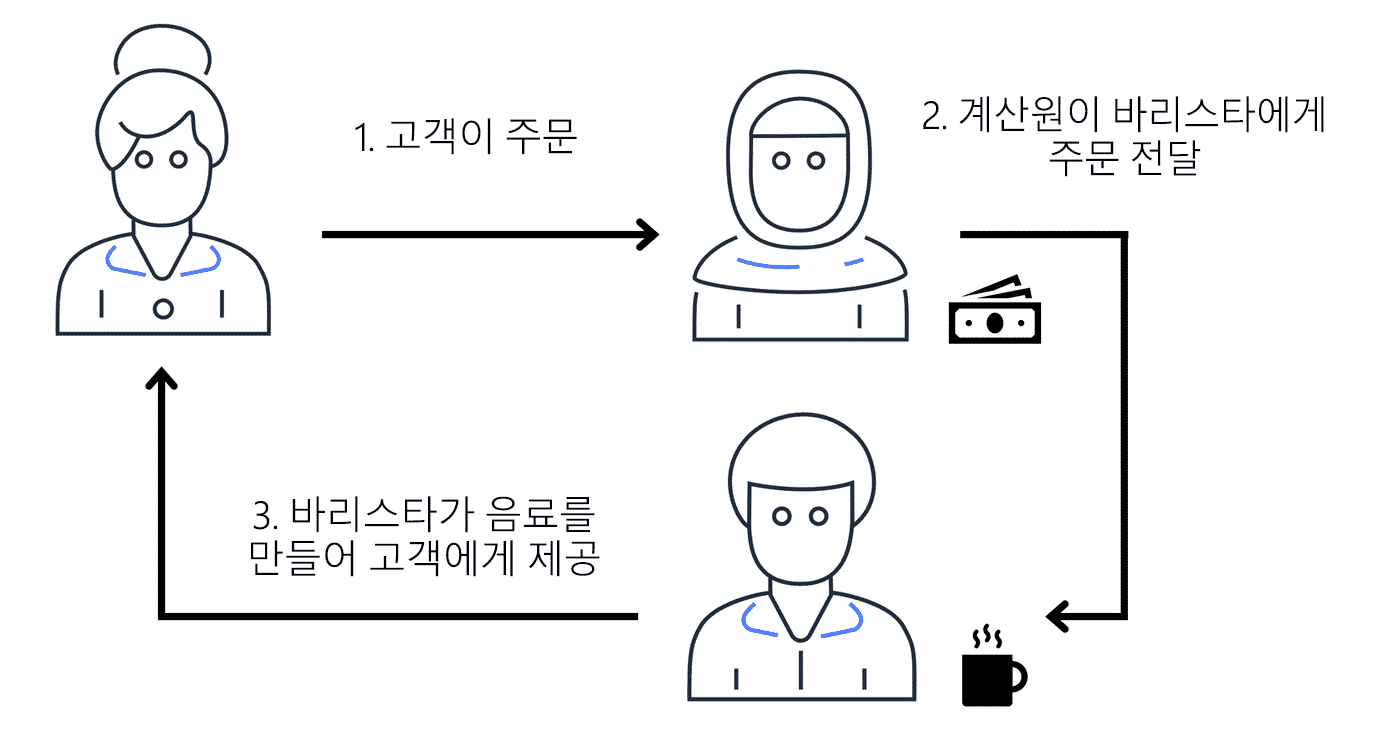 1. 고객이 주문
2. 계산원이 바리스타에게
주문 전달
3. 바리스타가 음료를
만들어 고객에게 제공